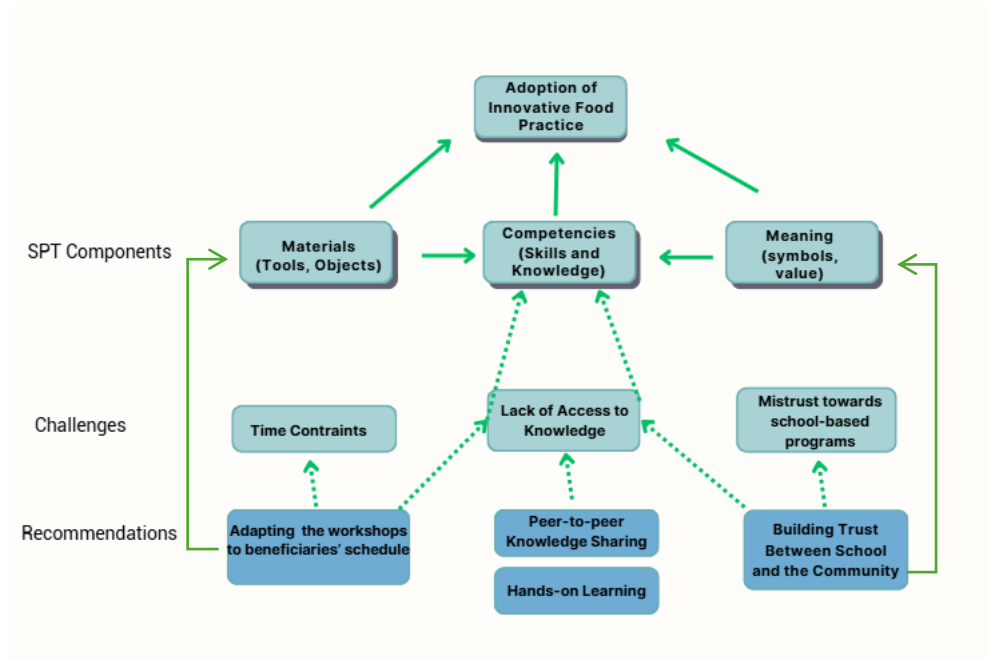 Adoption of
Innovative Food
Practice
SPT Components
Materials
(Tools, Objects)
Competencies
(Skills and
Knowledge)
Meaning
(symbols,
value)
Challenges
Time Contraints
Lack of Access to
Knowledge
Mistrust towards
school-based
programs
Recommendations
Adapting the workshops
to beneficiaries' schedule
Peer-to-peer
Knowledge Sharing
Hands-on Learning
Building Trust
Between School
and the Community